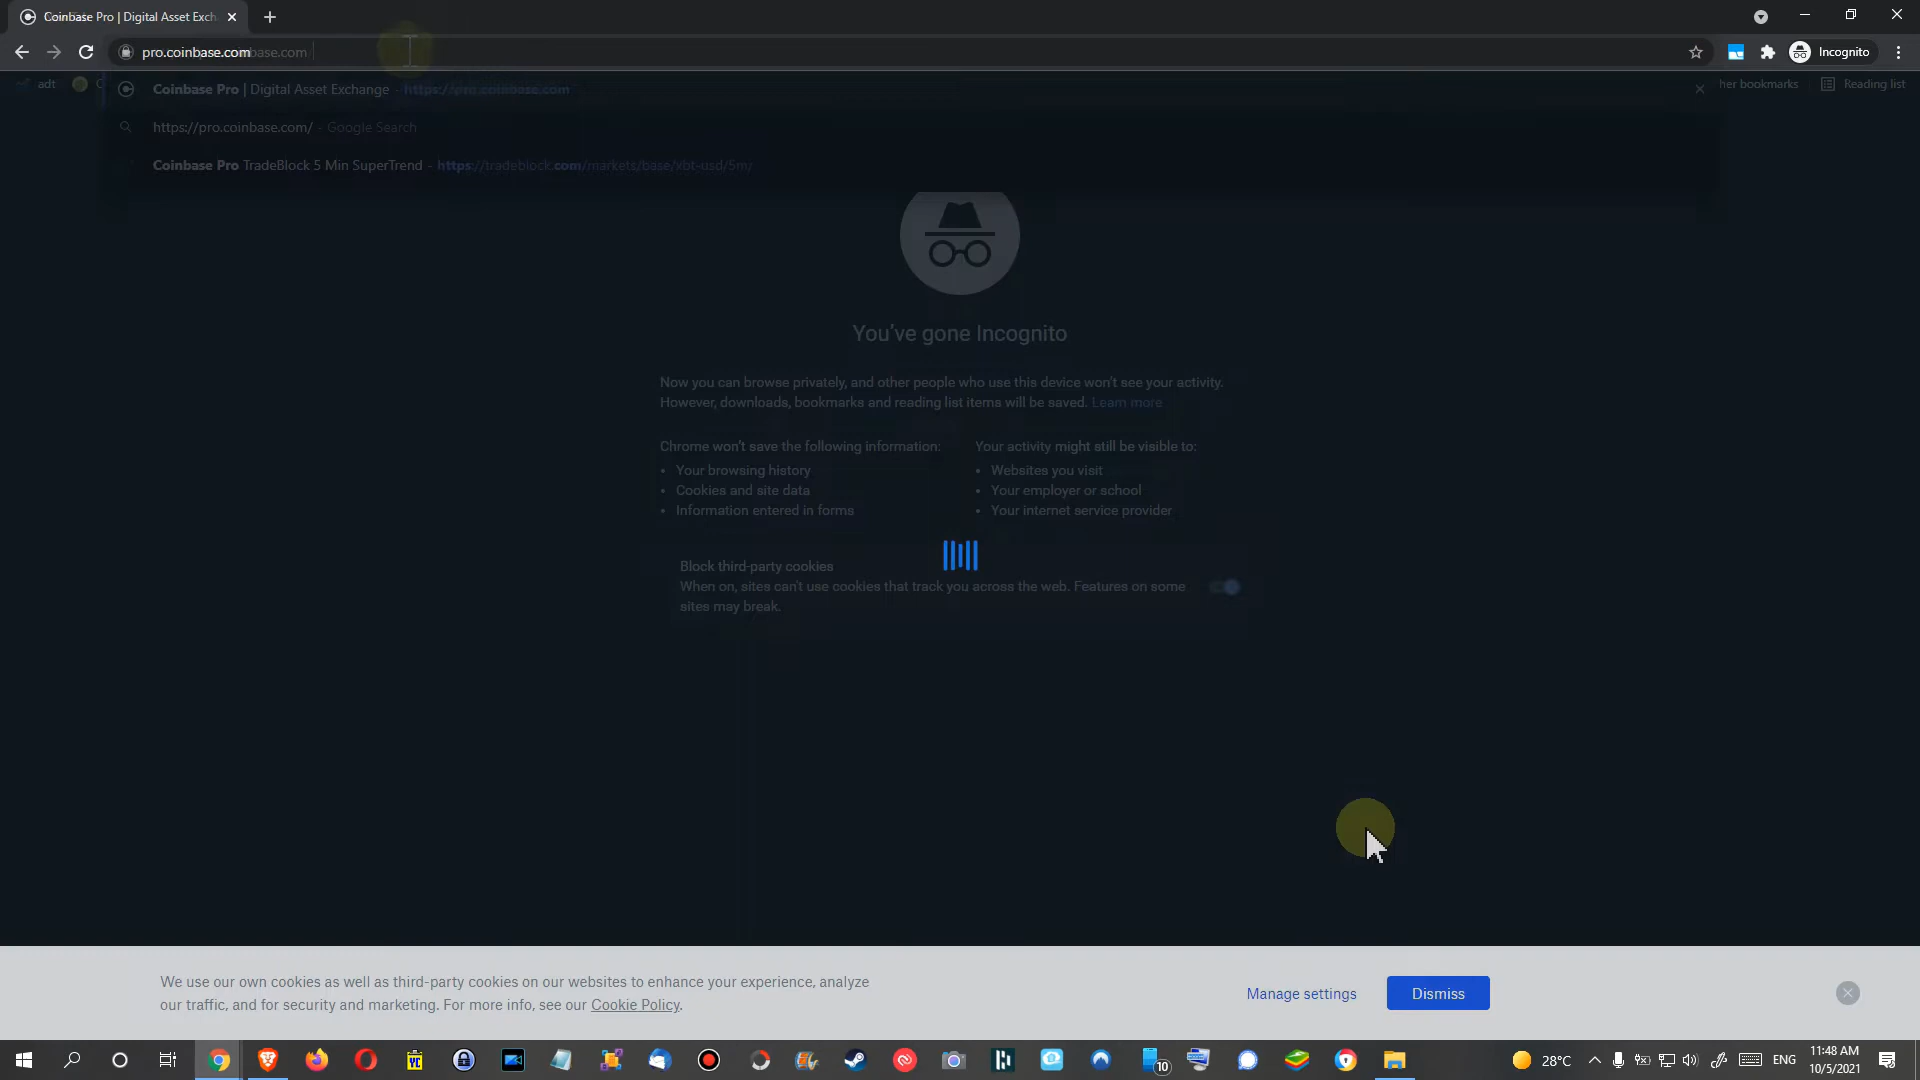 Coinbase Pro | Digital Asset Exch
pro.coinbase.com
Incognito
adt
her bookmarks
Reading list
Coinbase Pro | Digital Asset Exchange - https://pro.coinbase.com
https://pro.coinbase.com/ - Google Search
Coinbase Pro TradeBlock 5 Min SuperTrend - https://tradeblock.com/markets/base/xbt-usd/5m/
You've gone Incognito
Now you can browse privately, and other people who use this device won't see your activity.
However, downloads, bookmarks and reading list items will be saved. Learn more
Chrome won't save the following information:
• Your browsing history
• Cookies and site data
• Information entered in forms
Your activity might still be visible to:
• Websites you visit
• Your employer or school
• Your internet service provider
Block third-party cookies
When on, sites can't use cookies that track you across the web. Features on some
sites may break.
We use our own cookies as well as third-party cookies on our websites to enhance your experience, analyze
our traffic, and for security and marketing. For more info, see our Cookie Policy.
Manage settings
Dismiss
10
28°C
ENG
11:48 AM
10/5/2021